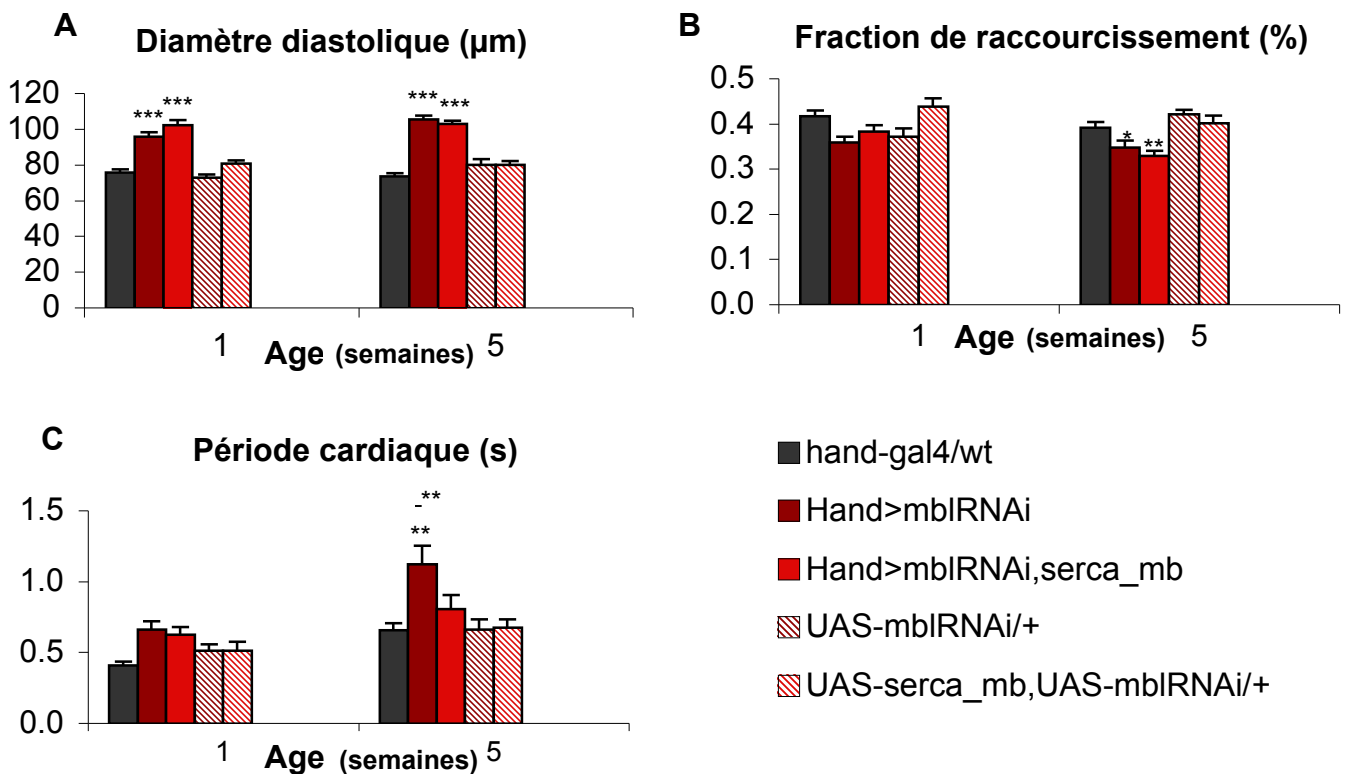 A
Diamètre diastolique (µm)
120
100
80
60
40
20
0
*** ***
*** ***
1 Age (semaines) 5
B
Fraction de raccourcissement (%)
0.5
0.4
0.3
0.2
0.1
0.0
* **
1 Age (semaines) 5
C
Période cardiaque (s)
1.5
1.0
0.5
0.0
-**
**
1 Age (semaines) 5
hand-gal4/wt
Hand>mblRNAi
Hand>mblRNAi,serca_mb
UAS-mblRNAi/+
UAS-serca_mb,UAS-mblRNAi/+